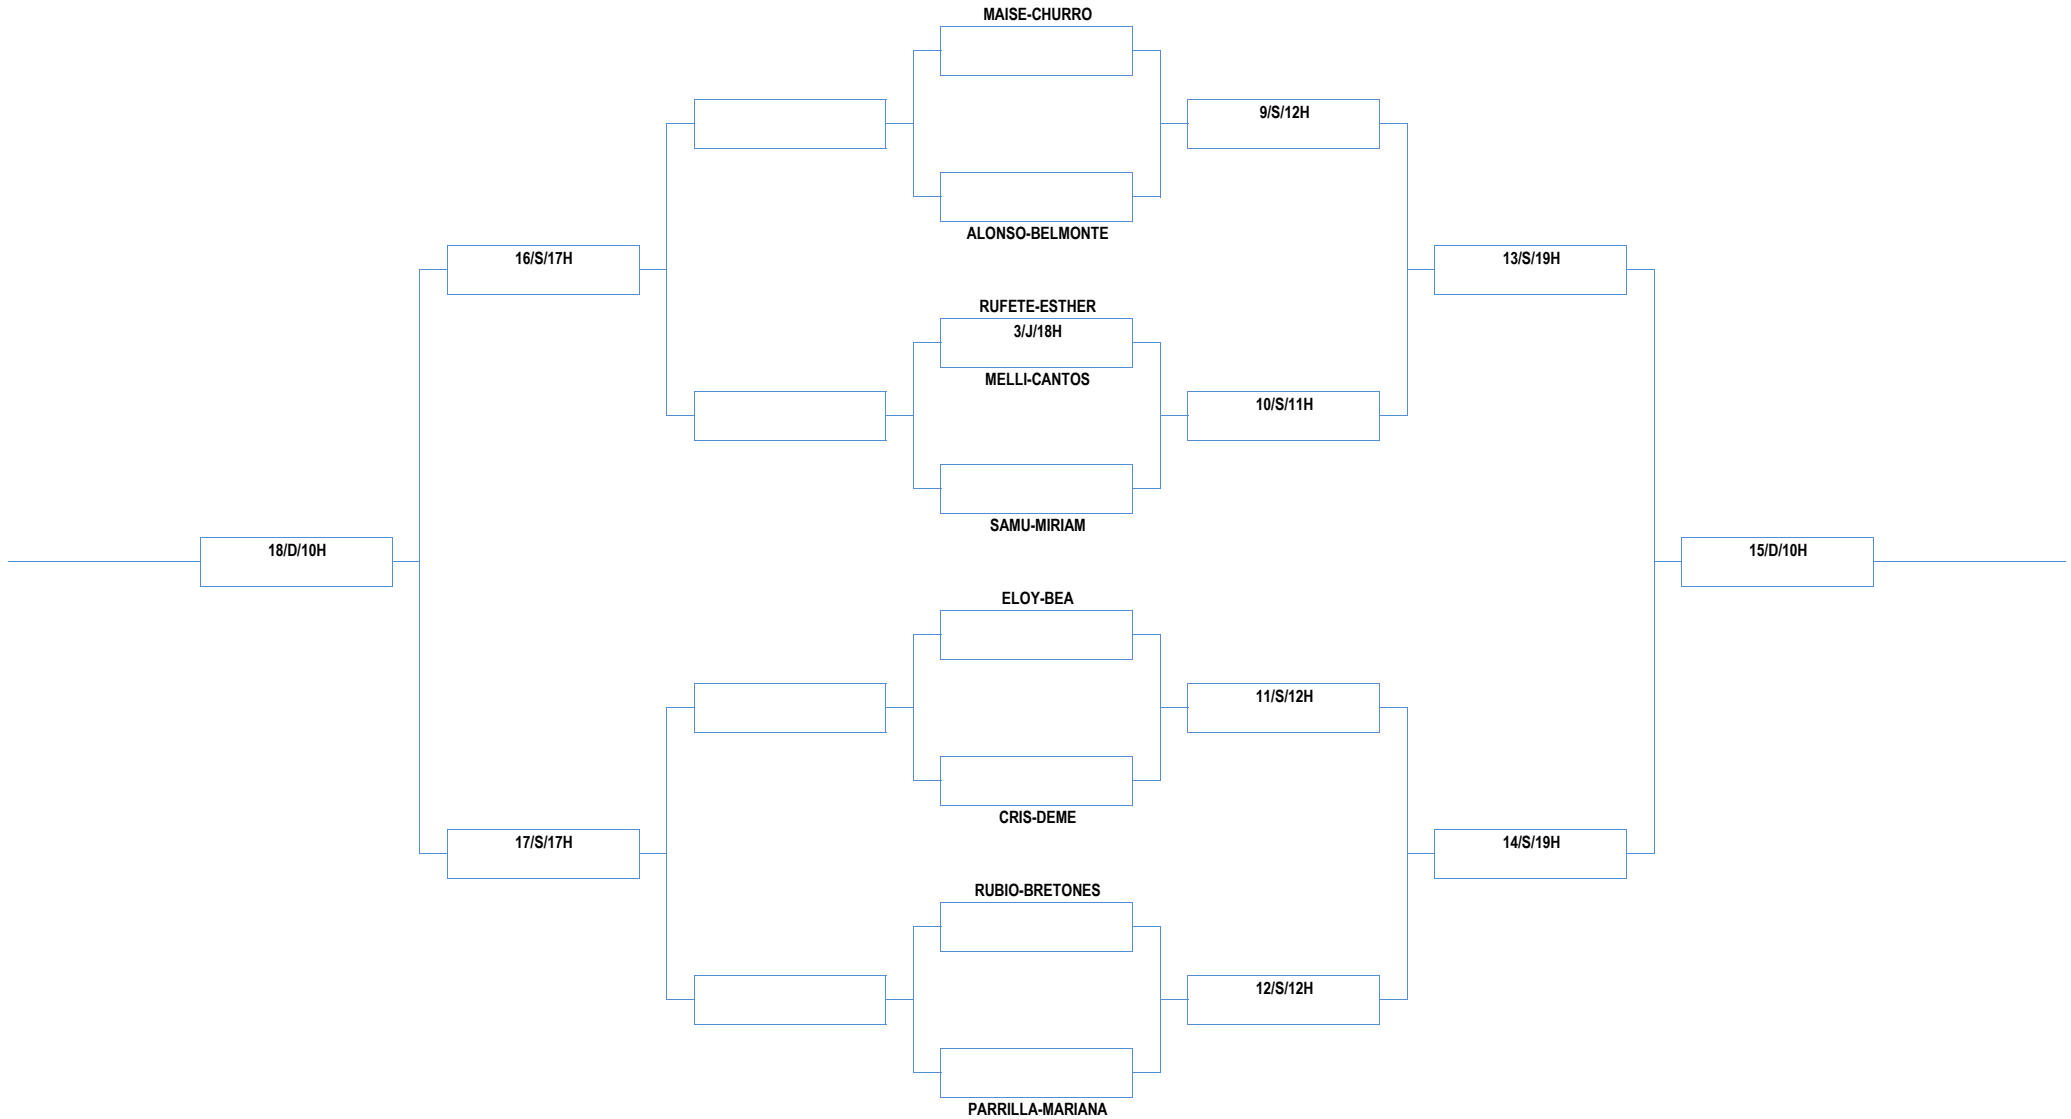 MAISE-CHURRO
9/S/12H
ALONSO-BELMONTE
16/S/17H
13/S/19H
RUFETE-ESTHER
3/J/18H
MELLI-CANTOS
10/S/11H
SAMU-MIRIAM
18/D/10H
15/D/10H
ELOY-BEA
11/S/12H
CRIS-DEME
17/S/17H
14/S/19H
RUBIO-BRETONES
12/S/12H
PARRILLA-MARIANA